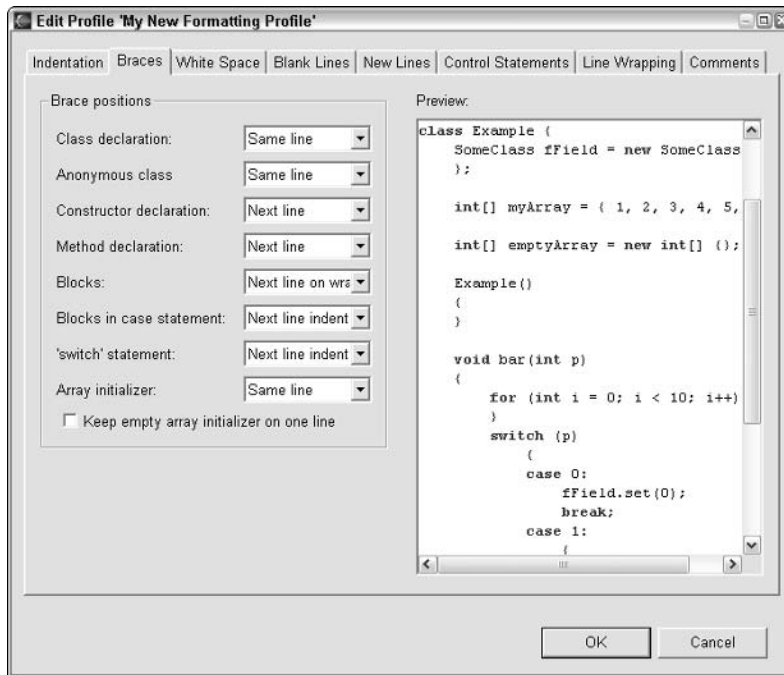 Edit Profile 'My New Formatting Profile'
Indentation Braces White Space Blank Lines New Lines Control Statements Line Wrapping Comments
Brace positions
Class declaration: Same line
Anonymous class Same line
Constructor declaration: Next line
Method declaration: Next line
Blocks: Next line on wra
Blocks in case statement: Next line indent
'switch' statement: Next line indent
Array initializer: Same line
Keep empty array initializer on one line
Preview:
class Example {
SomeClass fField = new SomeClass
};
int[] myArray = { 1, 2, 3, 4, 5,
int[] emptyArray = new int[] {};
Example()
{
}
void bar(int p)
{
for (int i = 0; i < 10; i++)
}
switch (p)
{
case 0:
fField.set(0);
break;
case 1:
{
OK Cancel